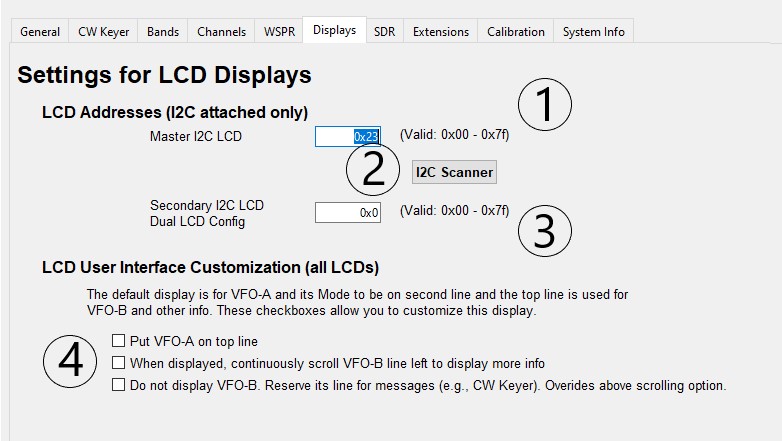 General CW Keyer Bands Channels WSPR Displays SDR Extensions Calibration System Info
Settings for LCD Displays
LCD Addresses (I2C attached only)
1
Master I2C LCD 0x23 (Valid: 0x00 - 0x7f)
2 I2C Scanner
Secondary I2C LCD
Dual LCD Config 0x0 (Valid: 0x00 - 0x7f)
3
LCD User Interface Customization (all LCDs)
The default display is for VFO-A and its Mode to be on second line and the top line is used for
VFO-B and other info. These checkboxes allow you to customize this display.
4
Put VFO-A on top line
When displayed, continuously scroll VFO-B line left to display more info
Do not display VFO-B. Reserve its line for messages (e.g., CW Keyer). Overides above scrolling option.